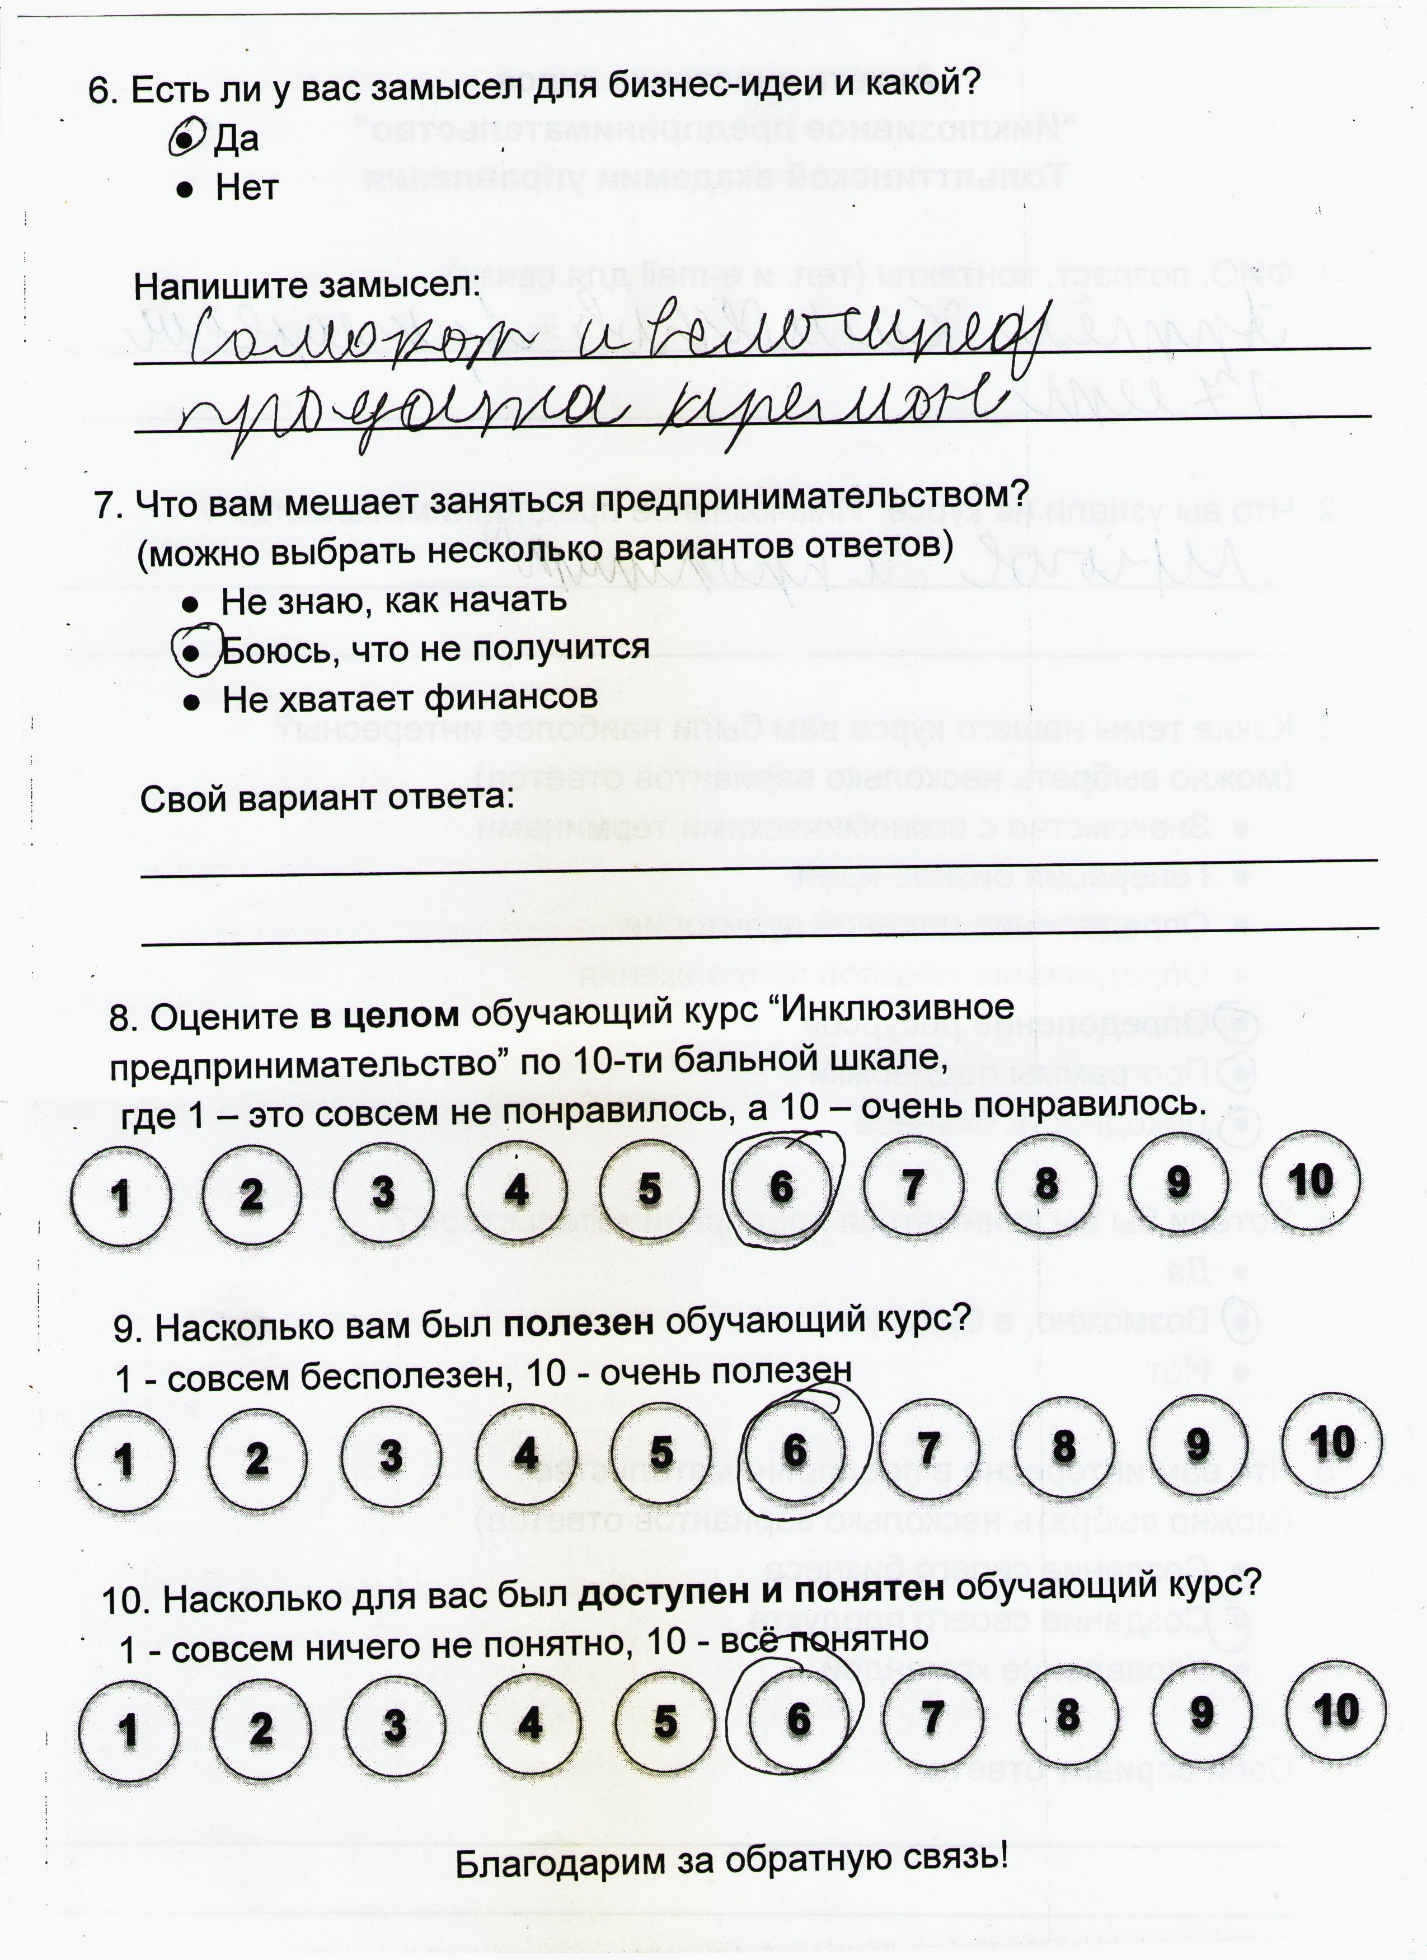 6. Есть ли у вас замысел для бизнес-идеи и какой?
● Да
● Нет
Напишите замысел:
Самокат и велосипед
продажа
7. Что вам мешает заняться предпринимательством?
(можно выбрать несколько вариантов ответов)
● Не знаю, как начать
● Боюсь, что не получится
● Не хватает финансов
Свой вариант ответа:
8. Оцените в целом обучающий курс “Инклюзивное
предпринимательство” по 10-ти бальной шкале,
где 1 – это совсем не понравилось, а 10 – очень понравилось.
1 2 3 4 5 6 7 8 9 10
9. Насколько вам был полезен обучающий курс?
1 - совсем бесполезен, 10 - очень полезен
1 2 3 4 5 6 7 8 9 10
10. Насколько для вас был доступен и понятен обучающий курс?
1 - совсем ничего не понятно, 10 - всё понятно
1 2 3 4 5 6 7 8 9 10
Благодарим за обратную связь!